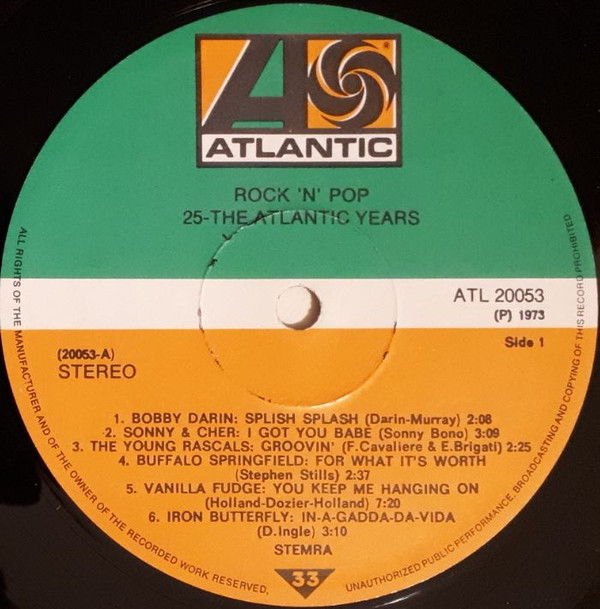 ATLANTIC
ROCK 'N' POP
25-THE ATLANTIC YEARS
ATL 20053
(P) 1973
Side 1
(20053-A)
STEREO
1. BOBBY DARIN: SPLISH SPLASH (Darin-Murray) 2:08
2. SONNY & CHER: I GOT YOU BABE (Sonny Bono) 3:09
3. THE YOUNG RASCALS: GROOVIN' (F.Cavaliere & E.Brigati) 2:25
4. BUFFALO SPRINGFIELD: FOR WHAT IT'S WORTH
(Stephen Stills) 2:37
5. VANILLA FUDGE: YOU KEEP ME HANGING ON
(Holland-Dozier-Holland) 7:20
6. IRON BUTTERFLY: IN-A-GADDA-DA-VIDA
(D.Ingle) 3:10
STEMRA
33
ALL RIGHTS OF THE MANUFACTURER AND OF THE OWNER OF THE RECORDED WORK RESERVED, UNAUTHORIZED PUBLIC PERFORMANCE, BROADCASTING AND COPYING OF THIS RECORD PROHIBITED